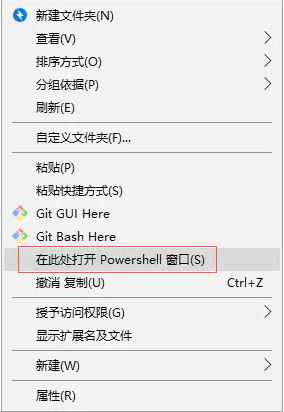 新建文件夹(N)
查看(V)
排序方式(O)
分组依据(P)
刷新(E)
自定义文件夹(F)...
粘贴(P)
粘贴快捷方式(S)
Git GUI Here
Git Bash Here
在此处打开 Powershell 窗口(S)
撤消 复制(U) Ctrl+Z
授予访问权限(G)
显示扩展名及文件
新建(W)
属性(R)